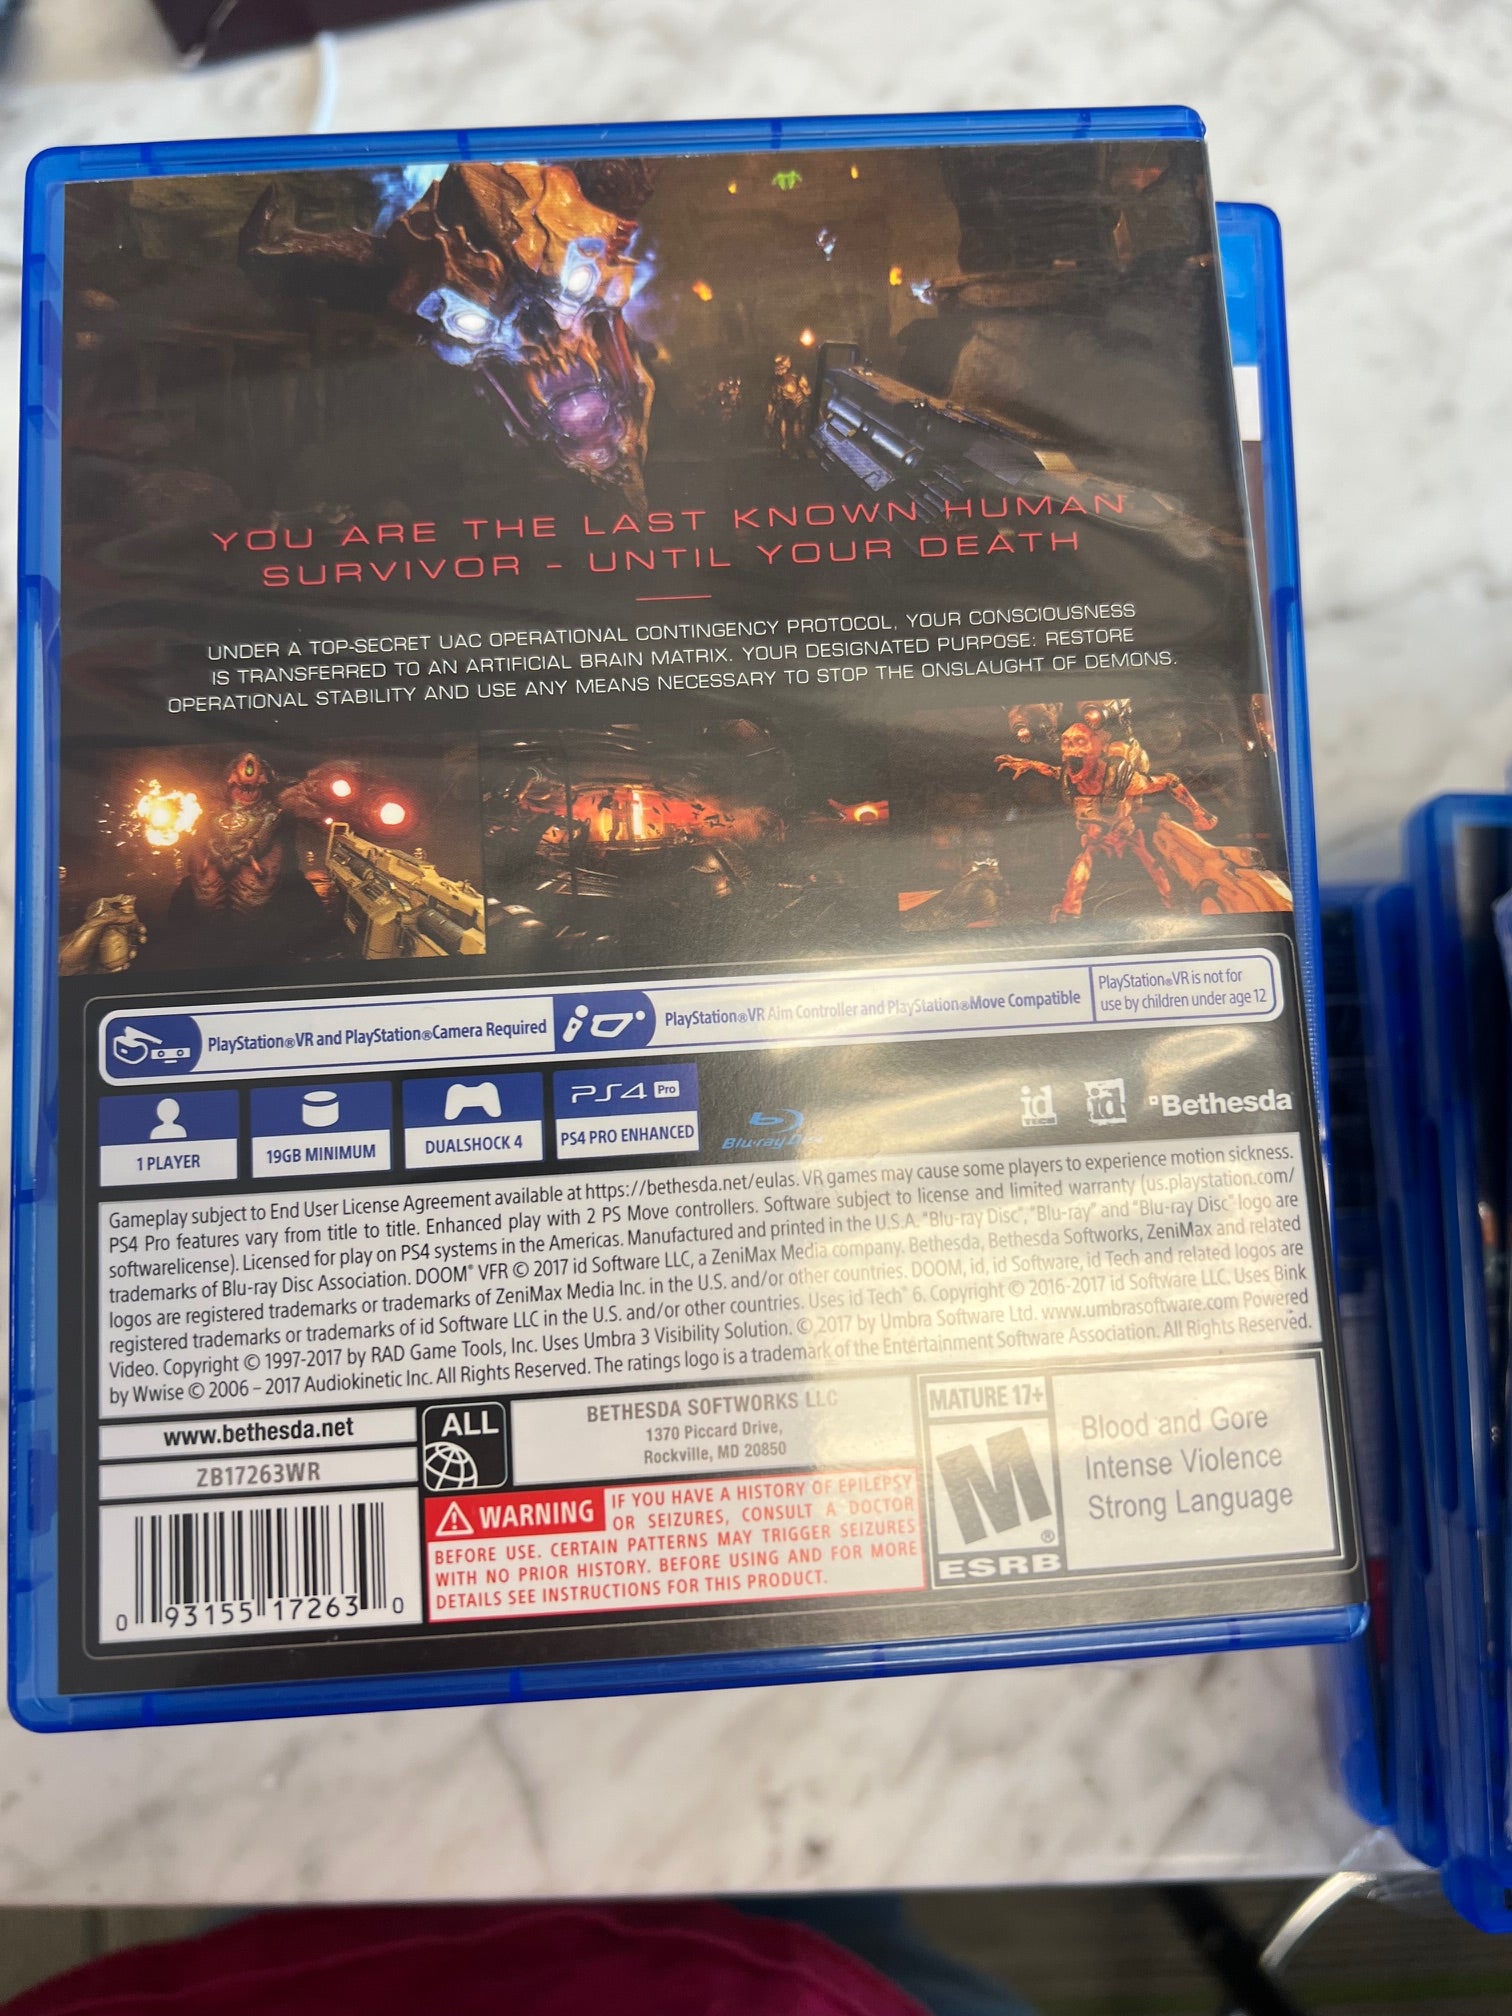 YOU ARE THE LAST KNOWN HUMAN
SURVIVOR - UNTIL YOUR DEATH
UNDER A TOP-SECRET UAC OPERATIONAL CONTINGENCY PROTOCOL, YOUR CONSCIOUSNESS
IS TRANSFERRED TO AN ARTIFICIAL BRAIN MATRIX. YOUR DESIGNATED PURPOSE: RESTORE
OPERATIONAL STABILITY AND USE ANY MEANS NECESSARY TO STOP THE ONSLAUGHT OF DEMONS.
PlayStation®VR and PlayStation®Camera Required
PlayStation®VR Aim Controller and PlayStation®Move Compatible
PlayStation®VR is not for
use by children under age 12
1 PLAYER
19GB MINIMUM
DUALSHOCK 4
PS4 Pro
PS4 PRO ENHANCED
Blu-ray Disc
id
TECH
id
Bethesda
Gameplay subject to End User License Agreement available at https://bethesda.net/eulas. VR games may cause some players to experience motion sickness.
PS4 Pro features vary from title to title. Enhanced play with 2 PS Move controllers. Software subject to license and limited warranty (us.playstation.com/
softwarelicense). Licensed for play on PS4 systems in the Americas. Manufactured and printed in the U.S.A. "Blu-ray Disc", "Blu-ray" and "Blu-ray Disc" logo are
trademarks of Blu-ray Disc Association. DOOM® VFR © 2017 id Software LLC, a ZeniMax Media company. Bethesda, Bethesda Softworks, ZeniMax and related
logos are registered trademarks or trademarks of ZeniMax Media Inc. in the U.S. and/or other countries. DOOM, id, id Software, id Tech and related logos are
registered trademarks or trademarks of id Software LLC in the U.S. and/or other countries. Uses id Tech® 6. Copyright © 2016-2017 id Software LLC. Uses Bink
Video. Copyright © 1997-2017 by RAD Game Tools, Inc. Uses Umbra 3 Visibility Solution. © 2017 by Umbra Software Ltd. www.umbrasoftware.com Powered
by Wwise © 2006 – 2017 Audiokinetic Inc. All Rights Reserved. The ratings logo is a trademark of the Entertainment Software Association. All Rights Reserved.
www.bethesda.net
ZB17263WR
ALL
BETHESDA SOFTWORKS LLC
1370 Piccard Drive,
Rockville, MD 20850
WARNING IF YOU HAVE A HISTORY OF EPILEPSY
OR SEIZURES, CONSULT A DOCTOR
BEFORE USE. CERTAIN PATTERNS MAY TRIGGER SEIZURES
WITH NO PRIOR HISTORY. BEFORE USING AND FOR MORE
DETAILS SEE INSTRUCTIONS FOR THIS PRODUCT.
MATURE 17+
M
®
ESRB
Blood and Gore
Intense Violence
Strong Language
0 93155 17263 0